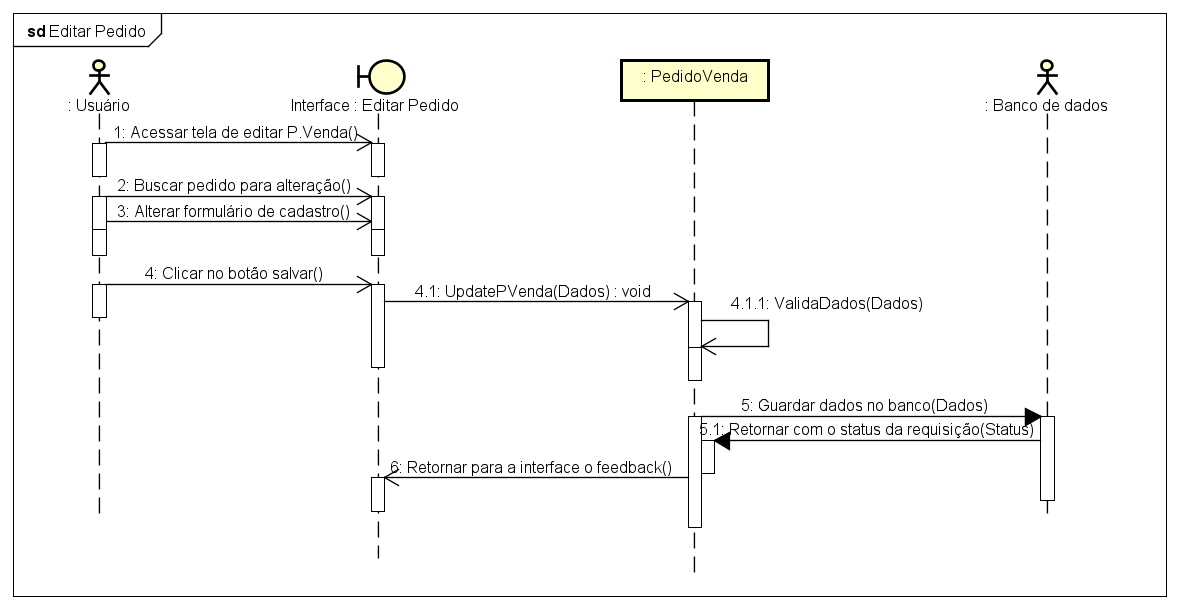 sd Editar Pedido
: Usuário
Interface : Editar Pedido
: PedidoVenda
: Banco de dados
1: Acessar tela de editar P.Venda()
2: Buscar pedido para alteração()
3: Alterar formulário de cadastro()
4: Clicar no botão salvar()
4.1: UpdatePVenda(Dados) : void
4.1.1: ValidaDados(Dados)
5: Guardar dados no banco(Dados)
5.1: Retornar com o status da requisição(Status)
6: Retornar para a interface o feedback()